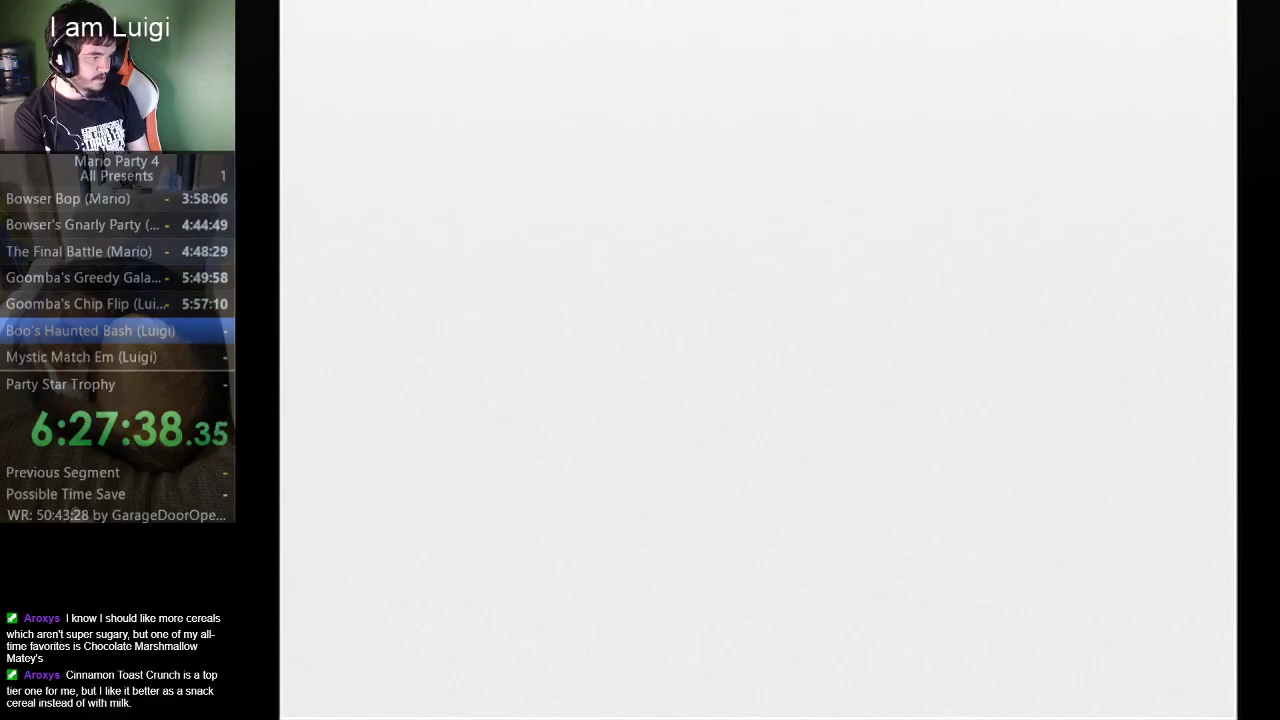 I am Luigi
Mario Party 4
All Presents 1
Bowser Bop (Mario) - 3:58:06
Bowser's Gnarly Party (... - 4:44:49
The Final Battle (Mario) - 4:48:29
Goomba's Greedy Gala... - 5:49:58
Goomba's Chip Flip (Lui... - 5:57:10
Boo's Haunted Bash (Luigi) -
Mystic Match Em (Luigi) -
Party Star Trophy -
6:27:38.35
Previous Segment -
Possible Time Save -
WR: 50:43:28 by GarageDoorOpe...
Aroxys I know I should like more cereals
which aren't super sugary, but one of my all-
time favorites is Chocolate Marshmallow
Matey's
Aroxys Cinnamon Toast Crunch is a top
tier one for me, but I like it better as a snack
cereal instead of with milk.